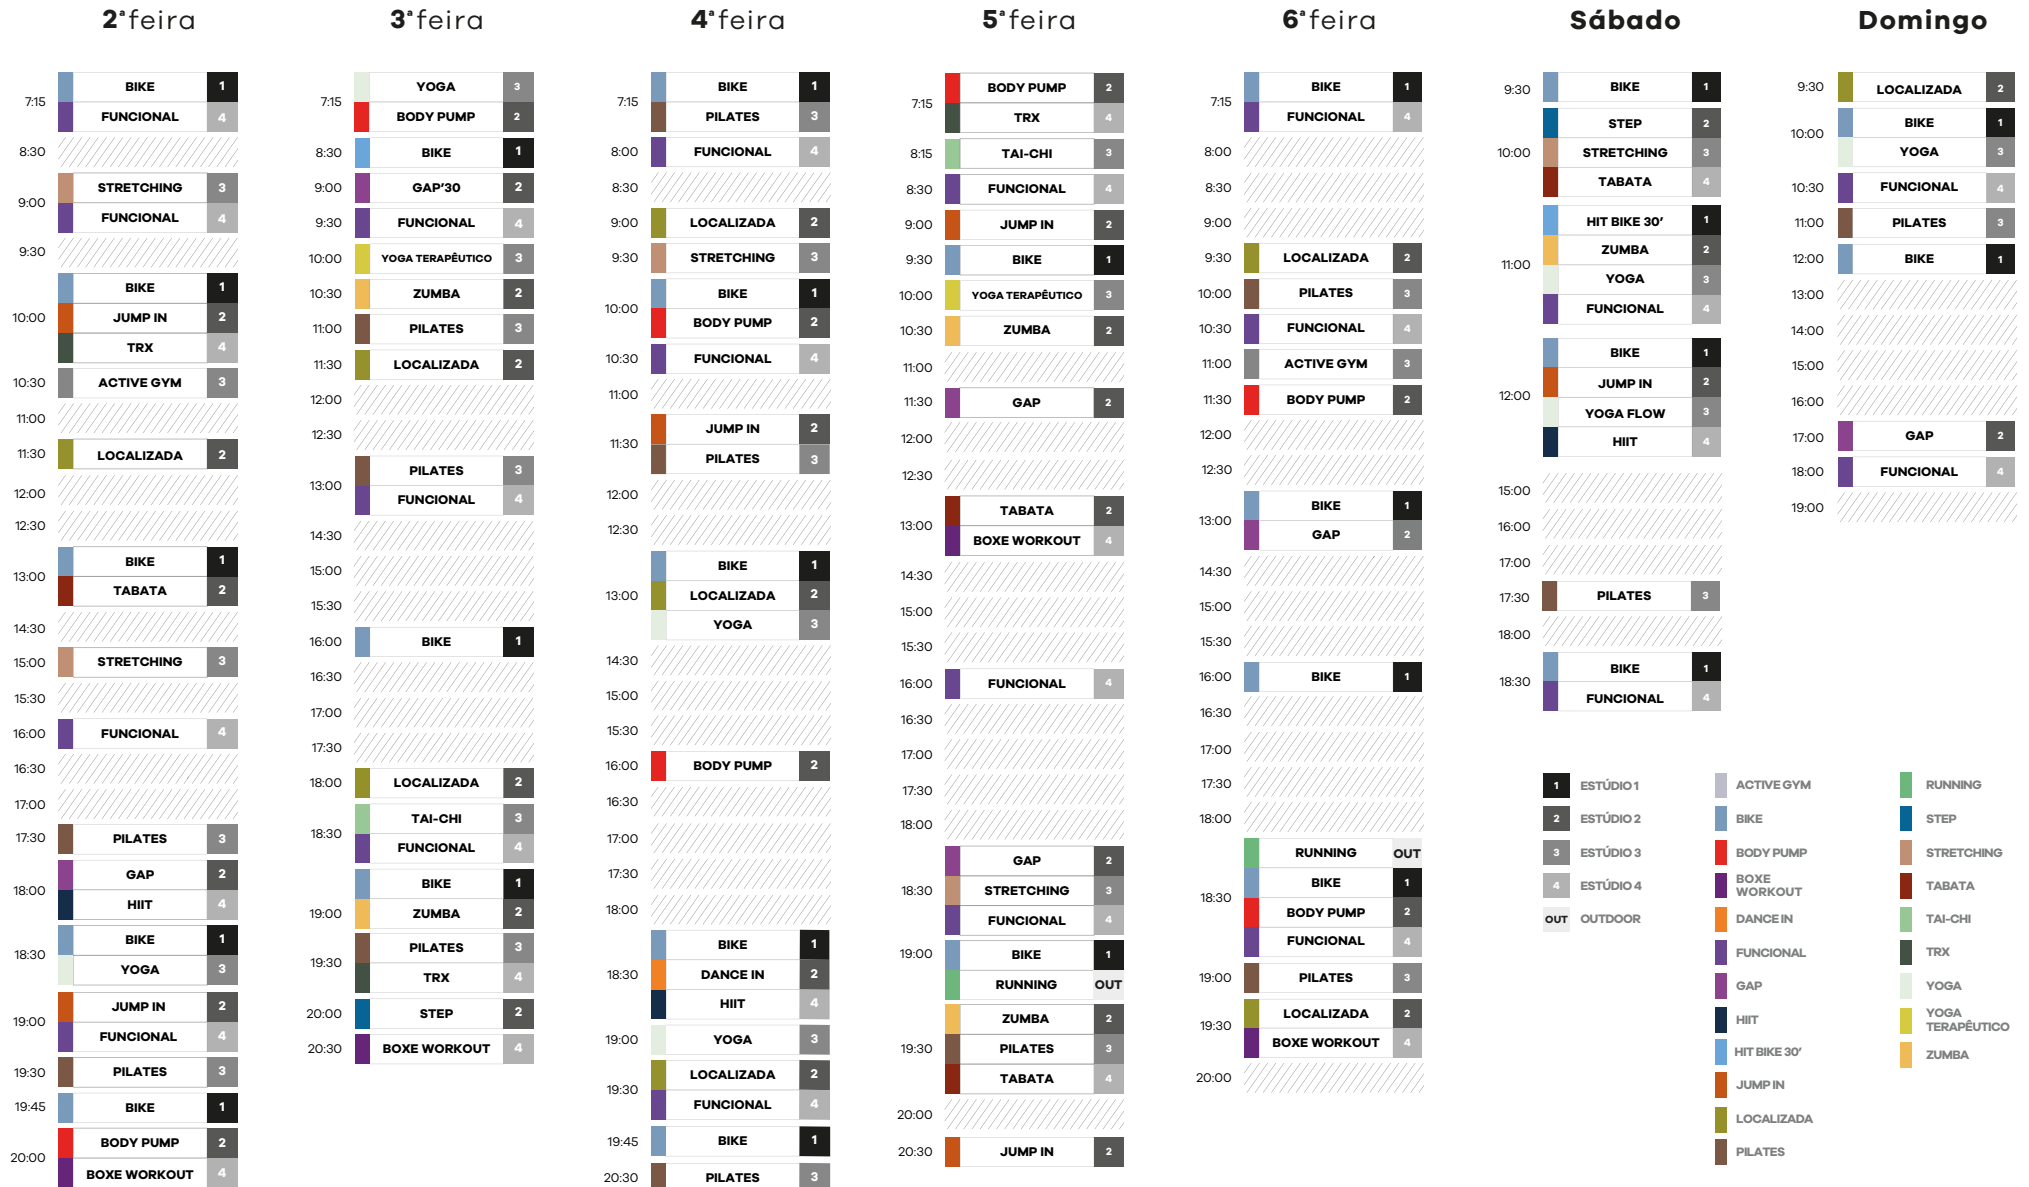 2ª feira
7:15
BIKE 1
FUNCIONAL 4
8:30
9:00
STRETCHING 3
FUNCIONAL 4
9:30
10:00
BIKE 1
JUMP IN 2
TRX 4
10:30 ACTIVE GYM 3
11:00
11:30 LOCALIZADA 2
12:00
12:30
13:00
BIKE 1
TABATA 2
14:30
15:00 STRETCHING 3
15:30
16:00 FUNCIONAL 4
16:30
17:00
17:30 PILATES 3
18:00
GAP 2
HIIT 4
18:30
BIKE 1
YOGA 3
19:00
JUMP IN 2
FUNCIONAL 4
19:30 PILATES 3
19:45 BIKE 1
20:00
BODY PUMP 2
BOXE WORKOUT 4
3ª feira
7:15
YOGA 3
BODY PUMP 2
8:30 BIKE 1
9:00 GAP'30 2
9:30 FUNCIONAL 4
10:00 YOGA TERAPÊUTICO 3
10:30 ZUMBA 2
11:00 PILATES 3
11:30 LOCALIZADA 2
12:00
12:30
13:00
PILATES 3
FUNCIONAL 4
14:30
15:00
15:30
16:00 BIKE 1
16:30
17:00
17:30
18:00 LOCALIZADA 2
18:30
TAI-CHI 3
FUNCIONAL 4
19:00
BIKE 1
ZUMBA 2
19:30
PILATES 3
TRX 4
20:00 STEP 2
20:30 BOXE WORKOUT 4
4ª feira
7:15
BIKE 1
PILATES 3
8:00 FUNCIONAL 4
8:30
9:00 LOCALIZADA 2
9:30 STRETCHING 3
10:00
BIKE 1
BODY PUMP 2
10:30 FUNCIONAL 4
11:00
11:30
JUMP IN 2
PILATES 3
12:00
12:30
13:00
BIKE 1
LOCALIZADA 2
YOGA 3
14:30
15:00
15:30
16:00 BODY PUMP 2
16:30
17:00
17:30
18:00
18:30
BIKE 1
DANCE IN 2
HIIT 4
19:00 YOGA 3
19:30
LOCALIZADA 2
FUNCIONAL 4
19:45 BIKE 1
20:30 PILATES 3
5ª feira
7:15
BODY PUMP 2
TRX 4
8:15 TAI-CHI 3
8:30 FUNCIONAL 4
9:00 JUMP IN 2
9:30 BIKE 1
10:00 YOGA TERAPÊUTICO 3
10:30 ZUMBA 2
11:00
11:30 GAP 2
12:00
12:30
13:00
TABATA 2
BOXE WORKOUT 4
14:30
15:00
15:30
16:00 FUNCIONAL 4
16:30
17:00
17:30
18:00
18:30
GAP 2
STRETCHING 3
FUNCIONAL 4
19:00
BIKE 1
RUNNING OUT
19:30
ZUMBA 2
PILATES 3
TABATA 4
20:00
20:30 JUMP IN 2
6ª feira
7:15
BIKE 1
FUNCIONAL 4
8:00
8:30
9:00
9:30 LOCALIZADA 2
10:00 PILATES 3
10:30 FUNCIONAL 4
11:00 ACTIVE GYM 3
11:30 BODY PUMP 2
12:00
12:30
13:00
BIKE 1
GAP 2
14:30
15:00
15:30
16:00 BIKE 1
16:30
17:00
17:30
18:00
18:30
RUNNING OUT
BIKE 1
BODY PUMP 2
FUNCIONAL 4
19:00 PILATES 3
19:30
LOCALIZADA 2
BOXE WORKOUT 4
20:00
Sábado
9:30 BIKE 1
10:00
STEP 2
STRETCHING 3
TABATA 4
11:00
HIT BIKE 30' 1
ZUMBA 2
YOGA 3
FUNCIONAL 4
12:00
BIKE 1
JUMP IN 2
YOGA FLOW 3
HIIT 4
15:00
16:00
17:00
17:30 PILATES 3
18:00
18:30
BIKE 1
FUNCIONAL 4
Domingo
9:30 LOCALIZADA 2
10:00
BIKE 1
YOGA 3
10:30 FUNCIONAL 4
11:00 PILATES 3
12:00 BIKE 1
13:00
14:00
15:00
16:00
17:00 GAP 2
18:00 FUNCIONAL 4
19:00
1 ESTÚDIO 1
2 ESTÚDIO 2
3 ESTÚDIO 3
4 ESTÚDIO 4
OUT OUTDOOR
ACTIVE GYM
BIKE
BODY PUMP
BOXE
WORKOUT
DANCE IN
FUNCIONAL
GAP
HIIT
HIT BIKE 30'
JUMP IN
LOCALIZADA
PILATES
RUNNING
STEP
STRETCHING
TABATA
TAI-CHI
TRX
YOGA
YOGA
TERAPÊUTICO
ZUMBA